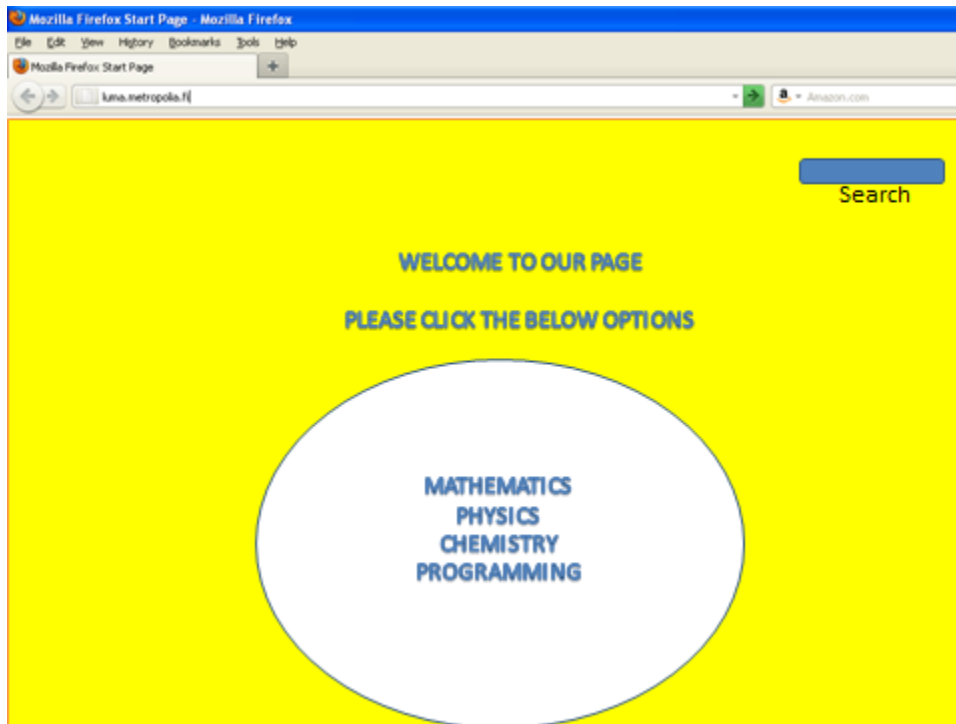 Mozilla Firefox Start Page - Mozilla Firefox
File Edit View History Bookmarks Tools Help
Mozilla Firefox Start Page
luma.metropolia.fi
Amazon.com
Search
WELCOME TO OUR PAGE
PLEASE CLICK THE BELOW OPTIONS
MATHEMATICS
PHYSICS
CHEMISTRY
PROGRAMMING